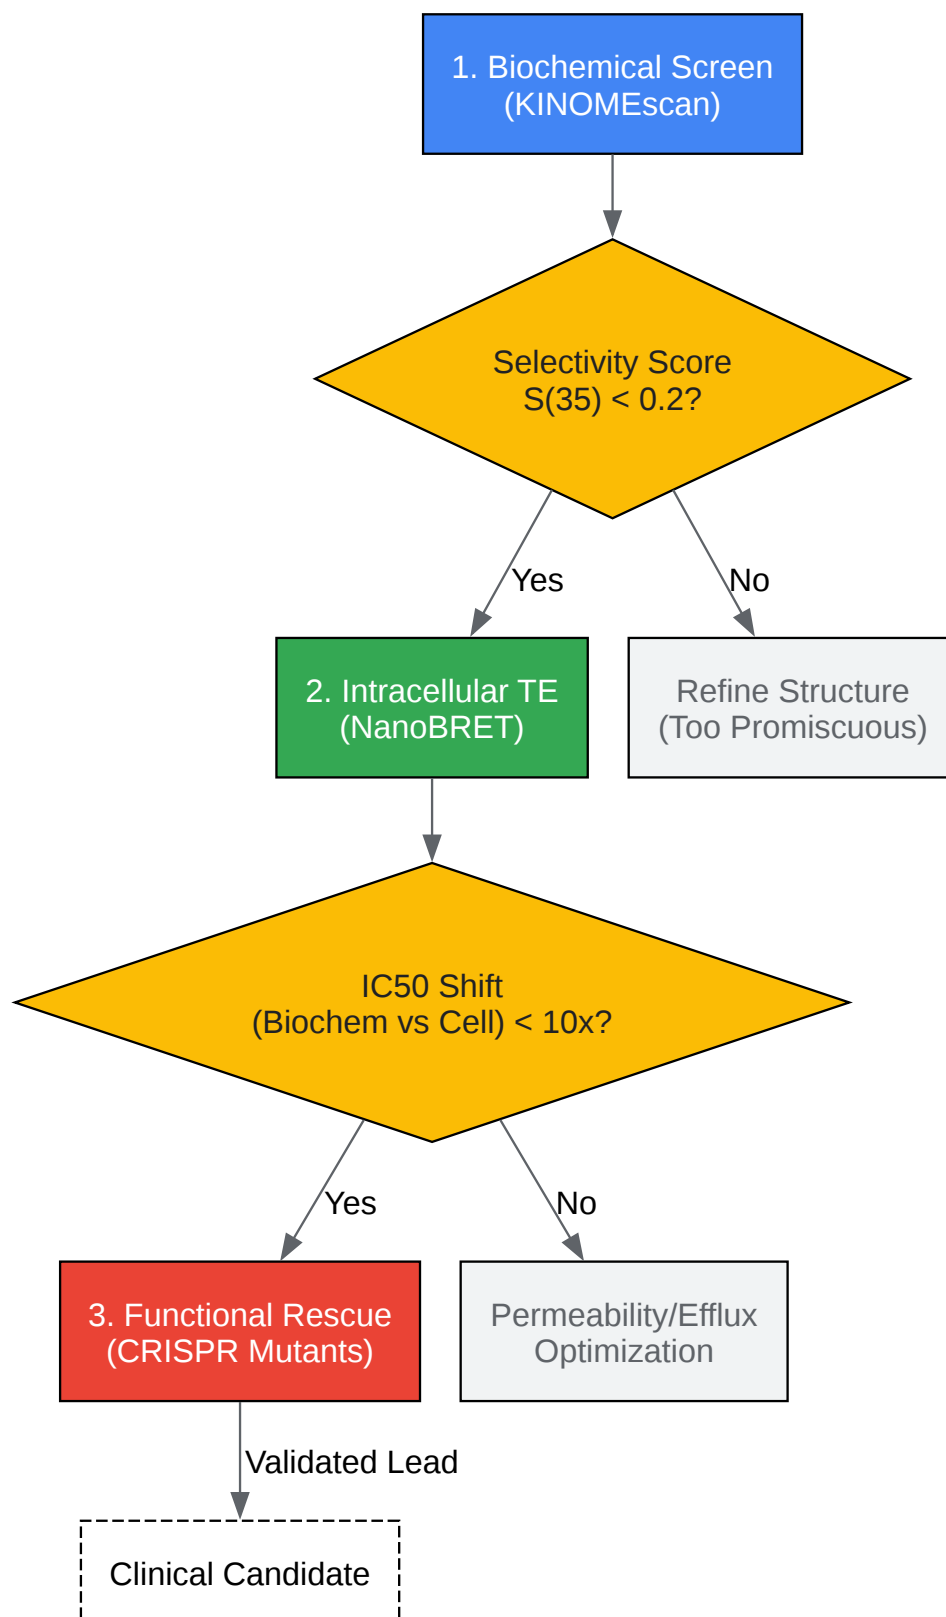 1. Biochemical Screen
(KINOMEscan)
Selectivity Score
S(35) < 0.2?
Yes
No
2. Intracellular TE
(NanoBRET)
Refine Structure
(Too Promiscuous)
IC50 Shift
(Biochem vs Cell) < 10x?
Yes
No
3. Functional Rescue
(CRISPR Mutants)
Permeability/Efflux
Optimization
Validated Lead
Clinical Candidate